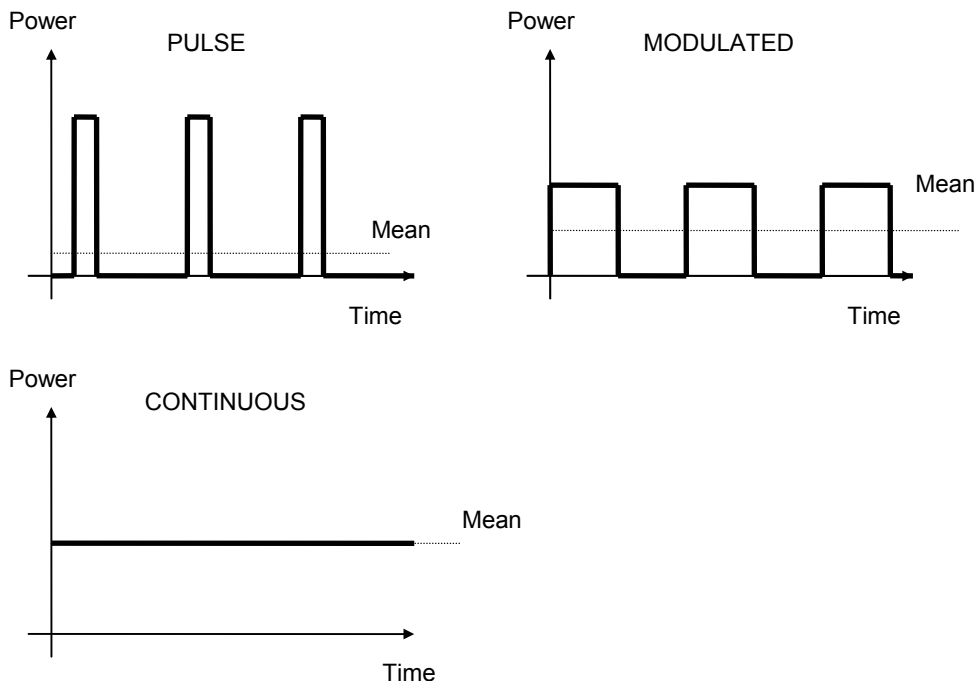 Power
PULSE
Mean
Time
Power
MODULATED
Mean
Time
Power
CONTINUOUS
Mean
Time